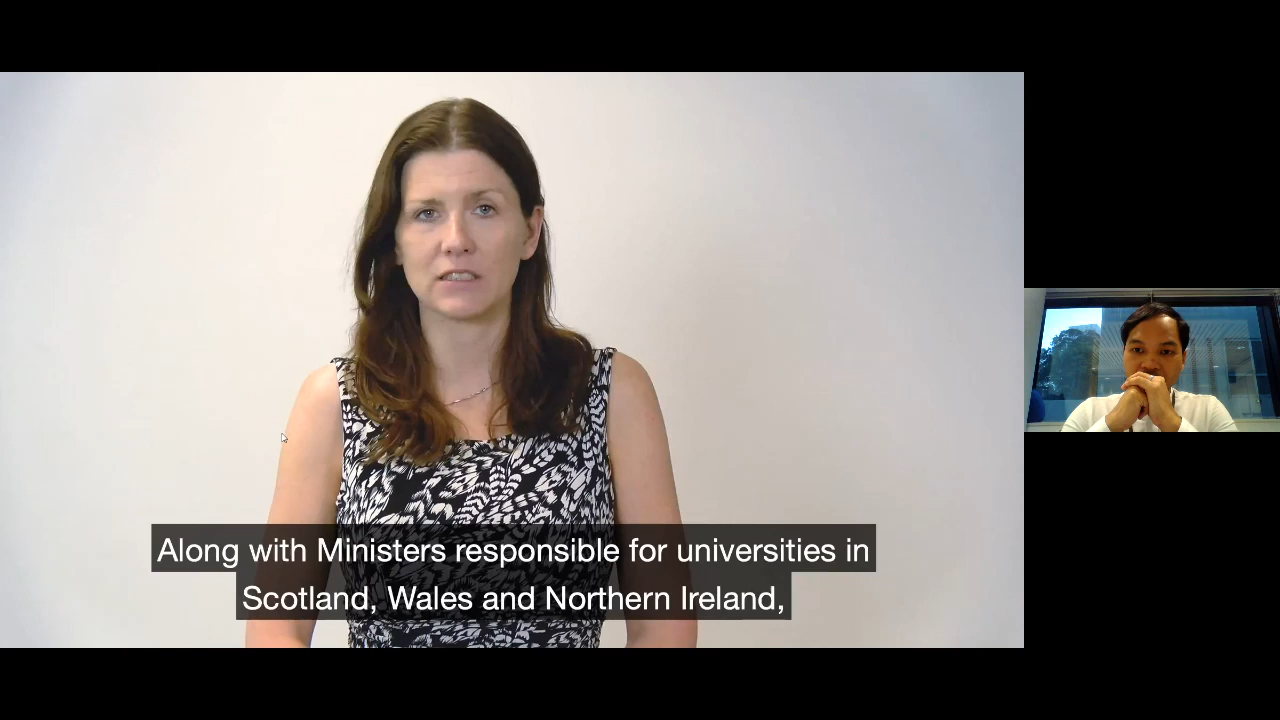 Along with Ministers responsible for universities in
Scotland, Wales and Northern Ireland,